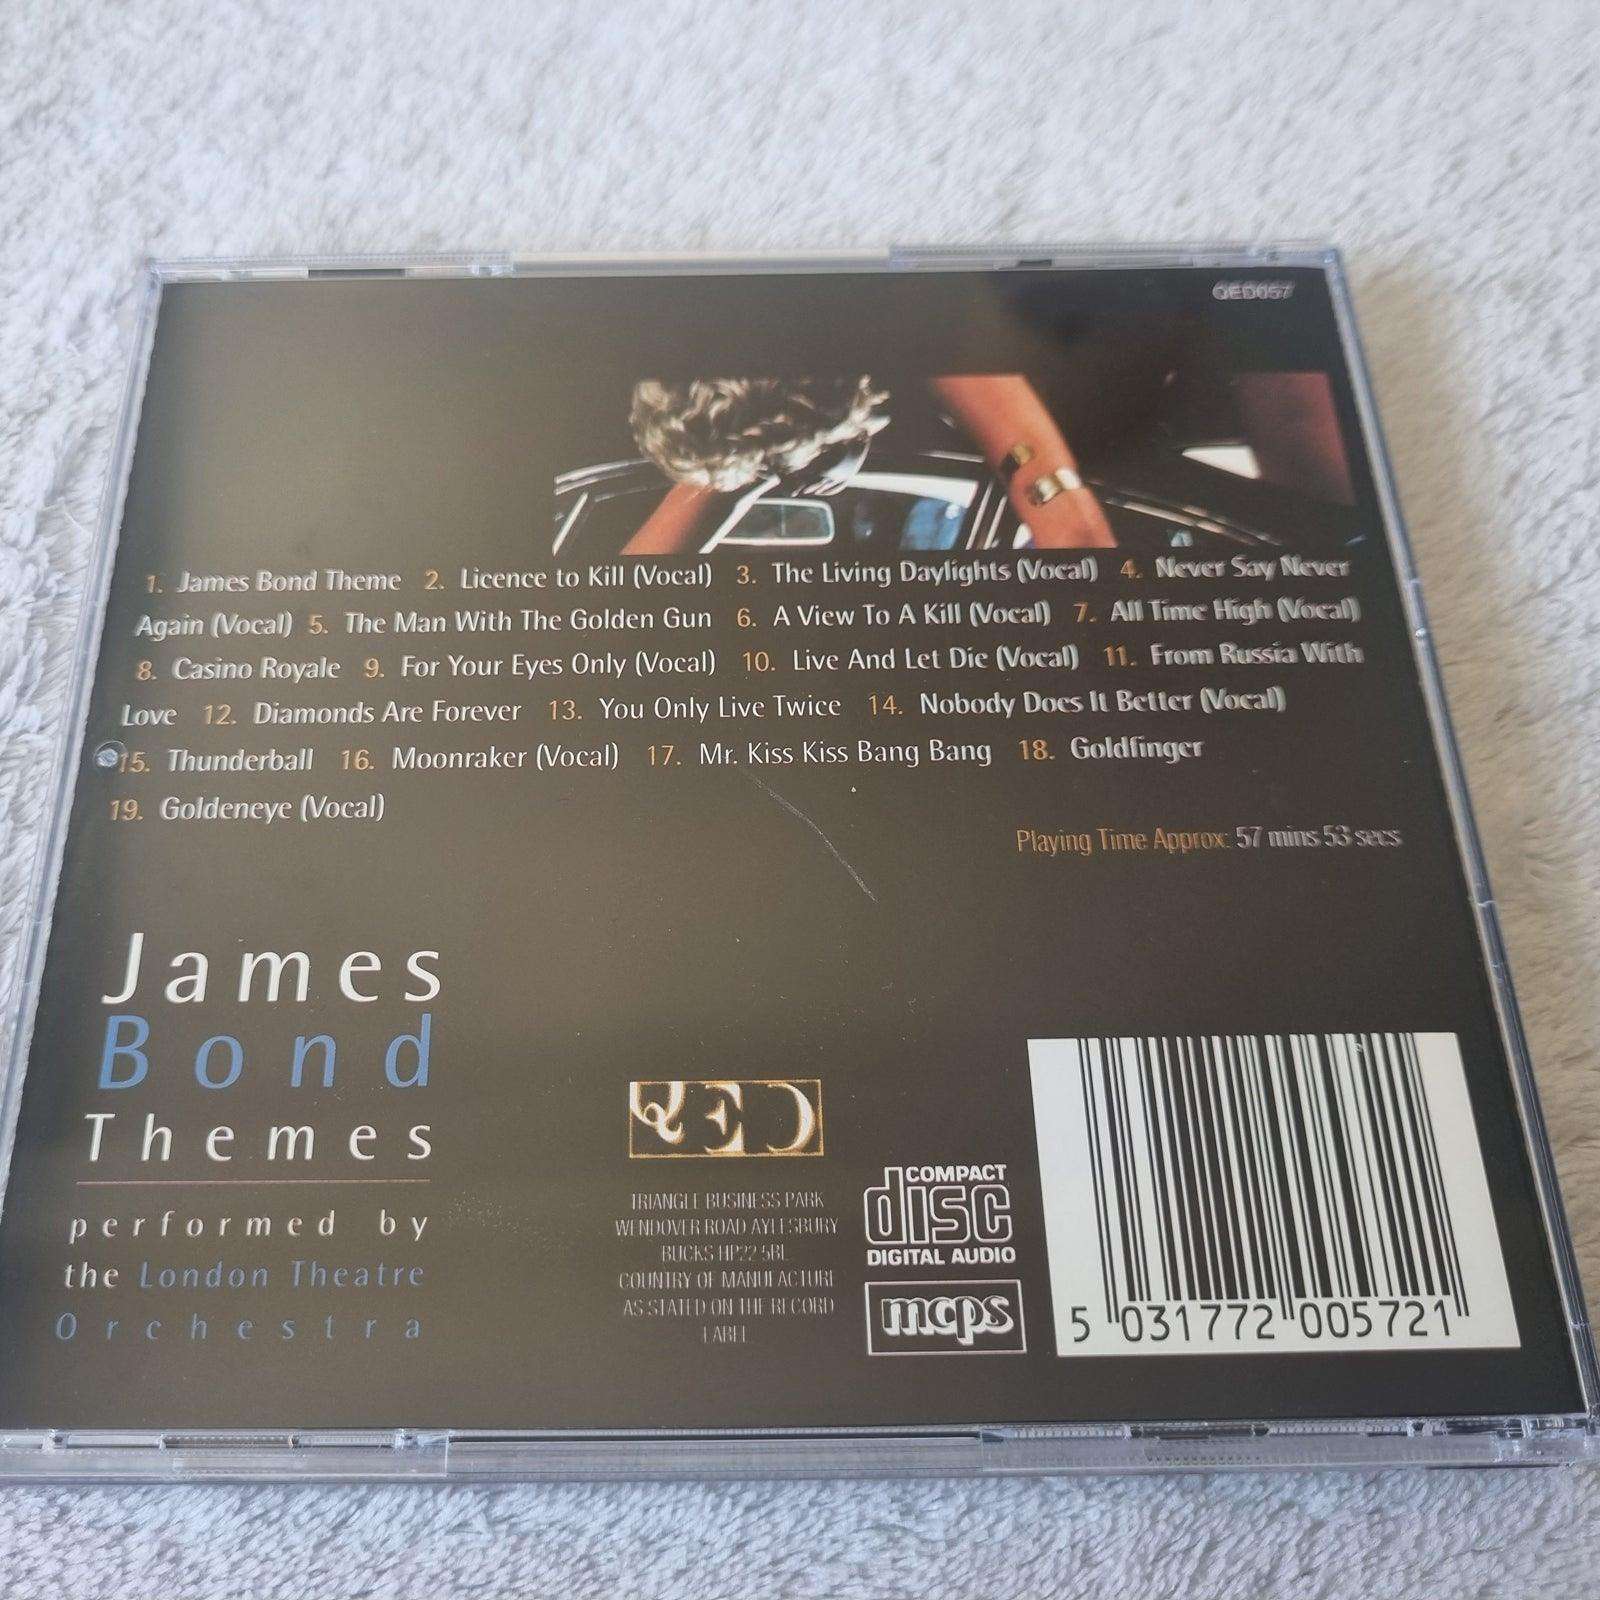 QED057
1. James Bond Theme 2. Licence to Kill (Vocal) 3. The Living Daylights (Vocal) 4. Never Say Never
Again (Vocal) 5. The Man With The Golden Gun 6. A View To A Kill (Vocal) 7. All Time High (Vocal)
8. Casino Royale 9. For Your Eyes Only (Vocal) 10. Live And Let Die (Vocal) 11. From Russia With
Love 12. Diamonds Are Forever 13. You Only Live Twice 14. Nobody Does It Better (Vocal)
15. Thunderball 16. Moonraker (Vocal) 17. Mr. Kiss Kiss Bang Bang 18. Goldfinger
19. Goldeneye (Vocal)
Playing Time Approx: 57 mins 53 secs
James
Bond
Themes
performed by
the London Theatre
Orchestra
QED
TRIANGLE BUSINESS PARK
WENDOVER ROAD AYLESBURY
BUCKS HP22 5BL
COUNTRY OF MANUFACTURE
AS STATED ON THE RECORD
LABEL
COMPACT
disc
DIGITAL AUDIO
mcps
5 031772 005721